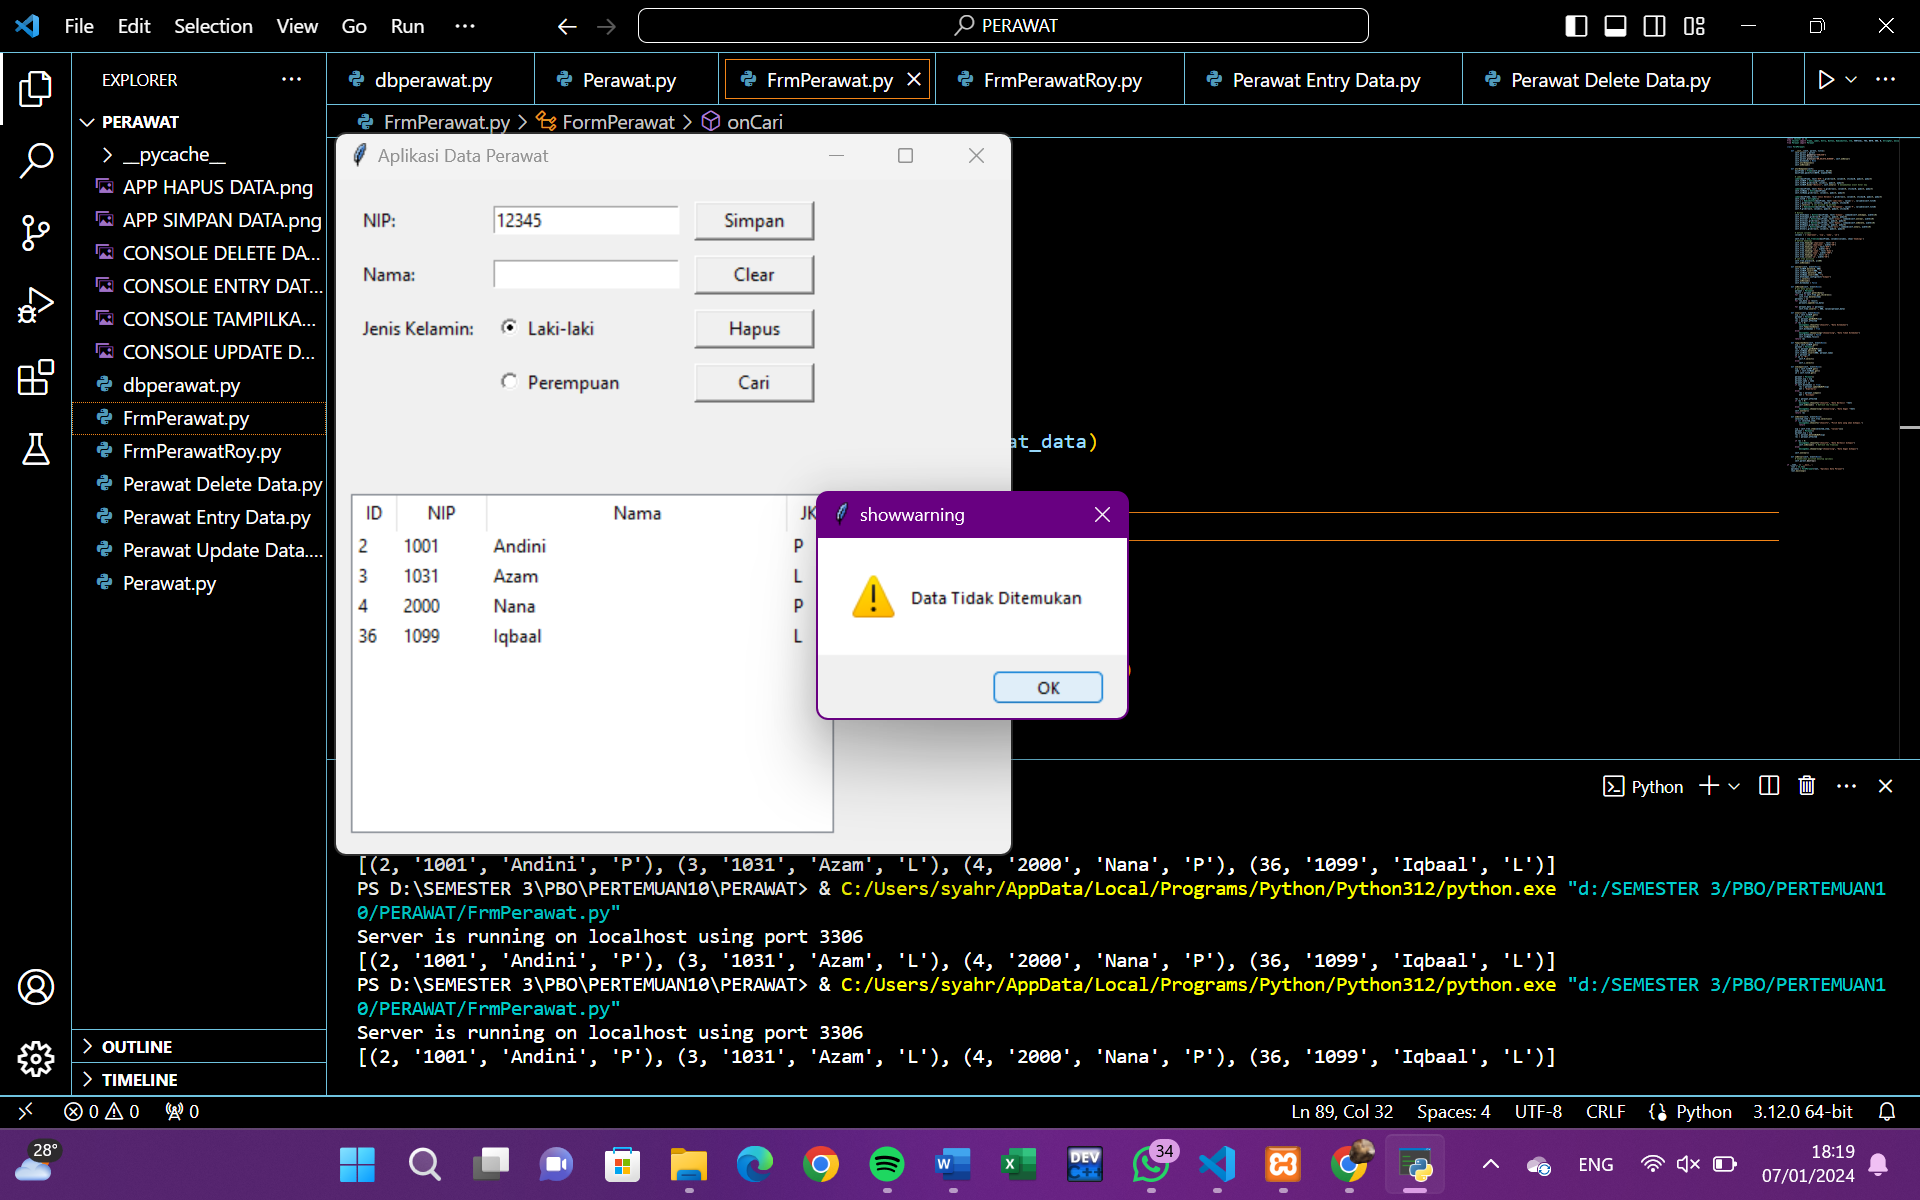 File Edit Selection View Go Run ···
PERAWAT
EXPLORER ···
dbperawat.py Perawat.py FrmPerawat.py FrmPerawatRoy.py Perawat Entry Data.py Perawat Delete Data.py ···
FrmPerawat.py > FormPerawat > onCari
PERAWAT
__pycache__
APP HAPUS DATA.png
APP SIMPAN DATA.png
CONSOLE DELETE DA...
CONSOLE ENTRY DAT...
CONSOLE TAMPILKA...
CONSOLE UPDATE D...
dbperawat.py
FrmPerawat.py
FrmPerawatRoy.py
Perawat Delete Data.py
Perawat Entry Data.py
Perawat Update Data....
Perawat.py
OUTLINE
TIMELINE
Aplikasi Data Perawat
NIP: 12345 Simpan
Nama: Clear
Jenis Kelamin: Laki-laki Hapus
Perempuan Cari
at_data)
ID NIP Nama JK
2 1001 Andini P
3 1031 Azam L
4 2000 Nana P
36 1099 Iqbaal L
showwarning
Data Tidak Ditemukan
OK
Python ···
[(2, '1001', 'Andini', 'P'), (3, '1031', 'Azam', 'L'), (4, '2000', 'Nana', 'P'), (36, '1099', 'Iqbaal', 'L')]
PS D:\SEMESTER 3\PBO\PERTEMUAN10\PERAWAT> & C:/Users/syahr/AppData/Local/Programs/Python/Python312/python.exe "d:/SEMESTER 3/PBO/PERTEMUAN1
0/PERAWAT/FrmPerawat.py"
Server is running on localhost using port 3306
[(2, '1001', 'Andini', 'P'), (3, '1031', 'Azam', 'L'), (4, '2000', 'Nana', 'P'), (36, '1099', 'Iqbaal', 'L')]
PS D:\SEMESTER 3\PBO\PERTEMUAN10\PERAWAT> & C:/Users/syahr/AppData/Local/Programs/Python/Python312/python.exe "d:/SEMESTER 3/PBO/PERTEMUAN1
0/PERAWAT/FrmPerawat.py"
Server is running on localhost using port 3306
[(2, '1001', 'Andini', 'P'), (3, '1031', 'Azam', 'L'), (4, '2000', 'Nana', 'P'), (36, '1099', 'Iqbaal', 'L')]
0 0 0 Ln 89, Col 32 Spaces: 4 UTF-8 CRLF Python 3.12.0 64-bit
28° DEV C++ 34 ENG 18:19
07/01/2024